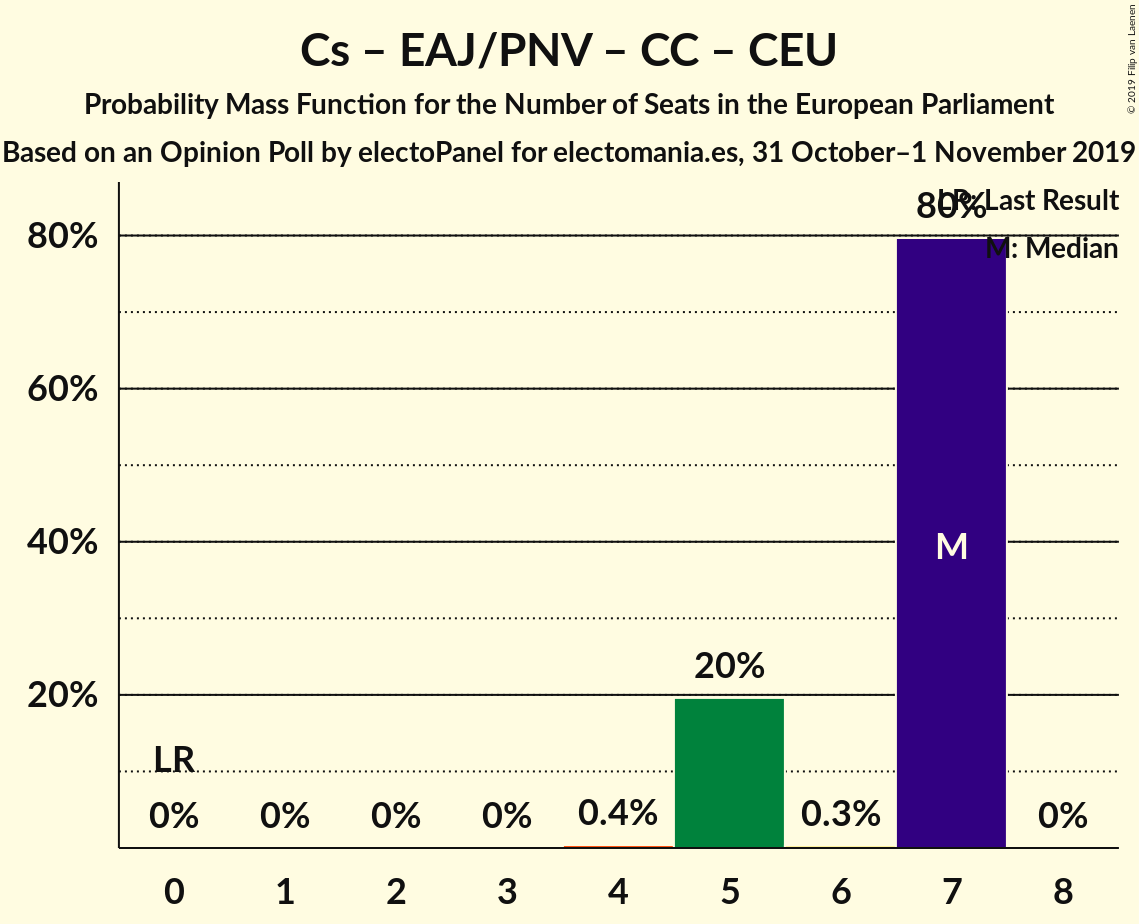 Cs – EAJ/PNV – CC – CEU
Probability Mass Function for the Number of Seats in the European Parliament
Based on an Opinion Poll by electoPanel for electomania.es, 31 October–1 November 2019
© 2019 Filip van Laenen
LR: Last Result
M: Median
80%
60%
40%
20%
LR
0%
0%
0%
0%
0.4%
20%
0.3%
80%
M
0%
0 1 2 3 4 5 6 7 8